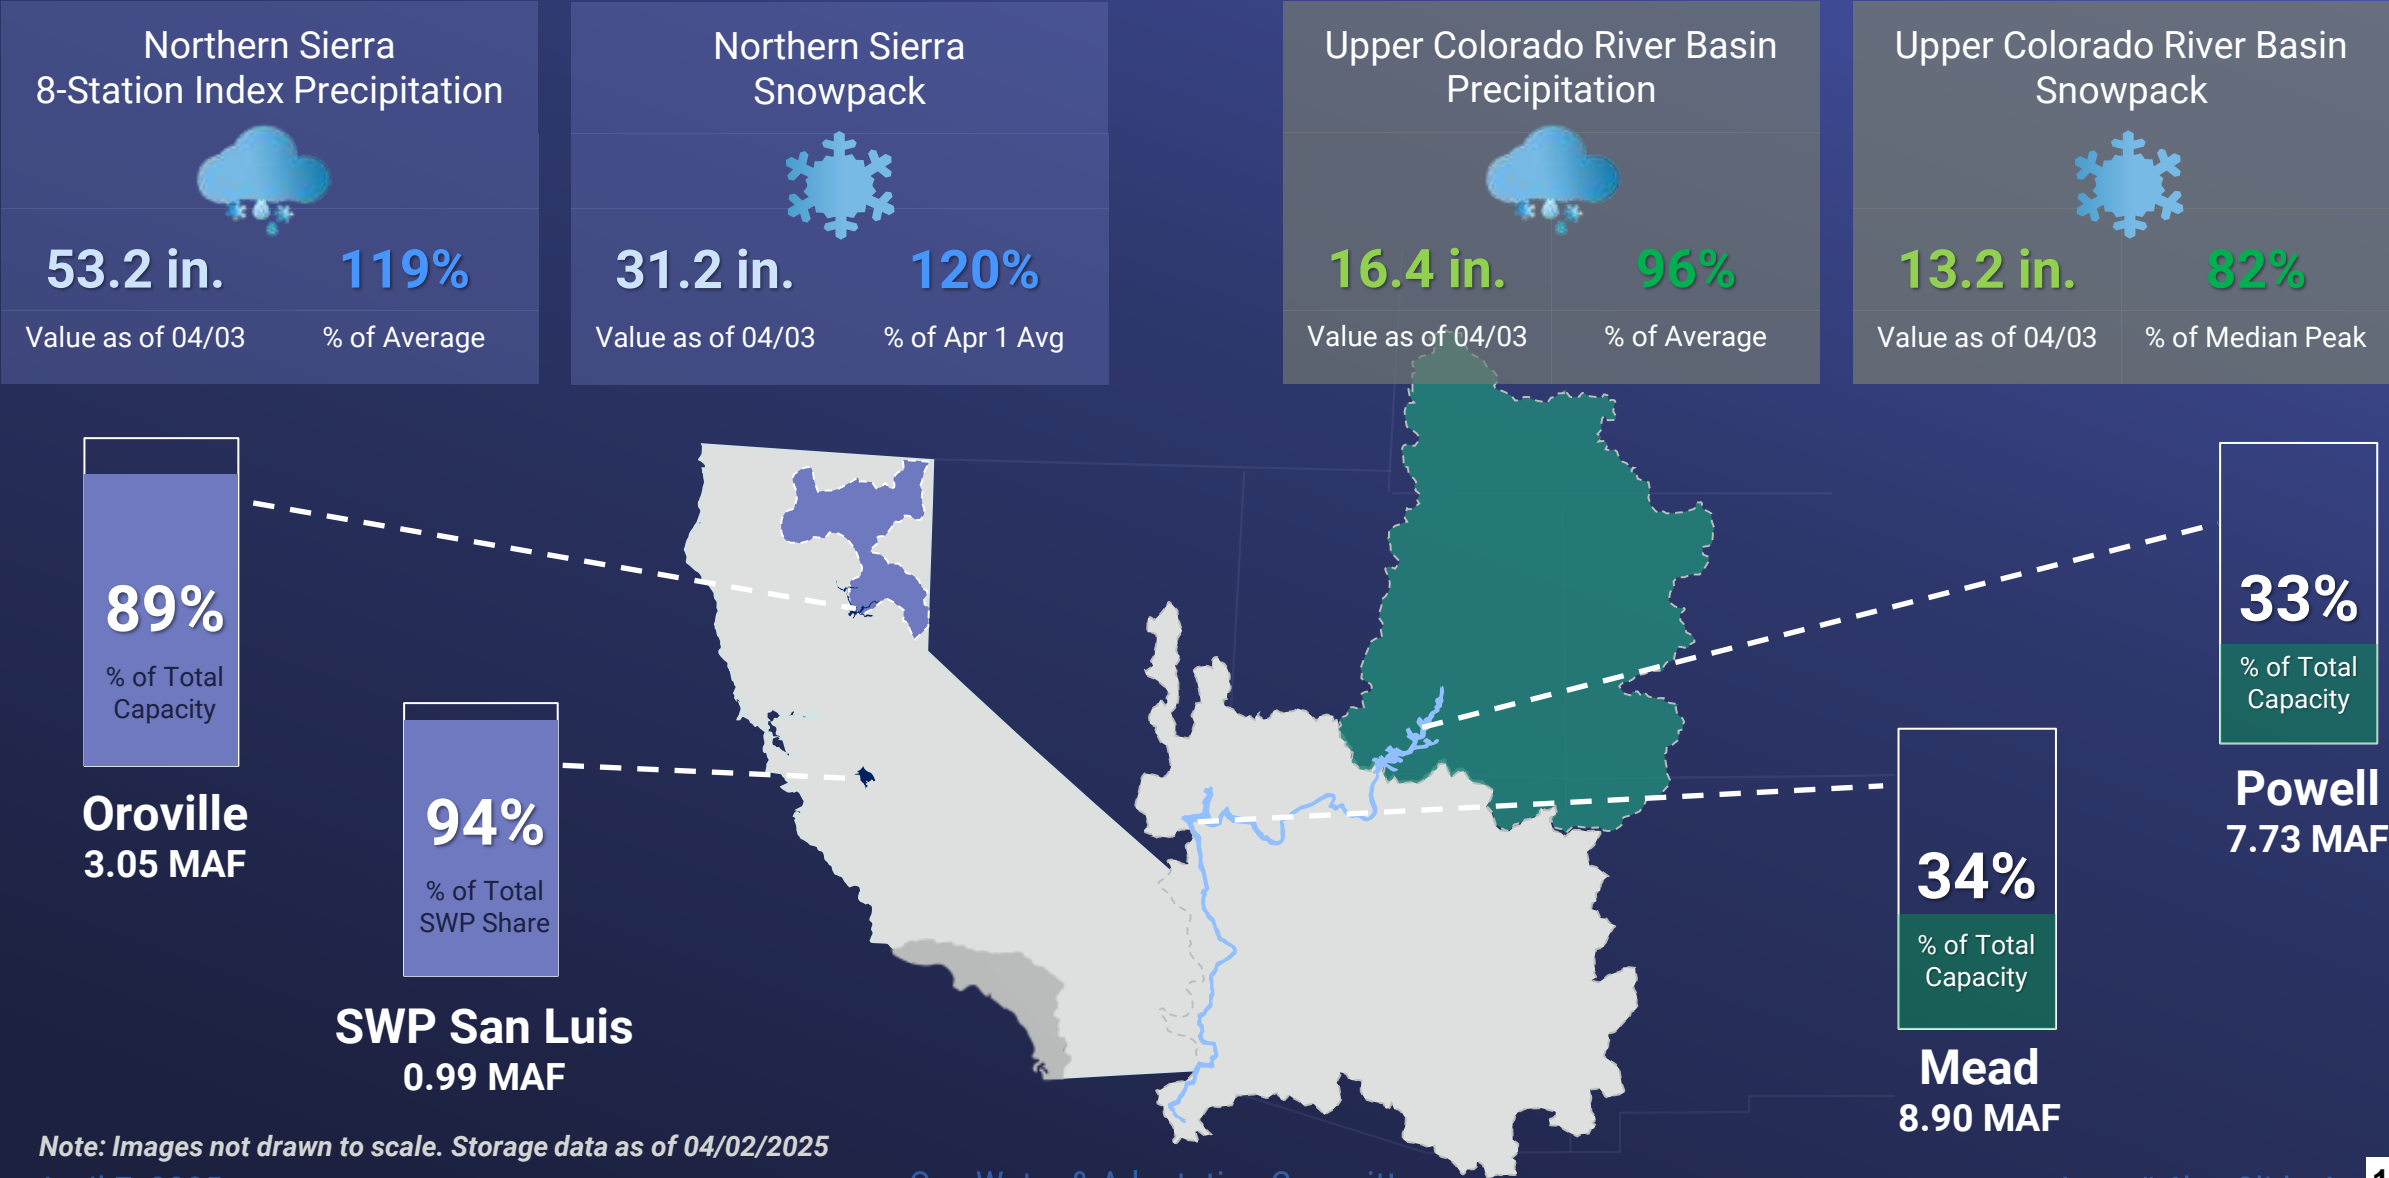 Northern Sierra
8-Station Index Precipitation
53.2 in.
119%
Value as of 04/03
% of Average
Northern Sierra
Snowpack
31.2 in.
120%
Value as of 04/03
% of Apr 1 Avg
Upper Colorado River Basin
Precipitation
16.4 in.
96%
Value as of 04/03
% of Average
Upper Colorado River Basin
Snowpack
13.2 in.
82%
Value as of 04/03
% of Median Peak
89%
% of Total
Capacity
Oroville
3.05 MAF
94%
% of Total
SWP Share
SWP San Luis
0.99 MAF
33%
% of Total
Capacity
Powell
7.73 MAF
34%
% of Total
Capacity
Mead
8.90 MAF
Note: Images not drawn to scale. Storage data as of 04/02/2025